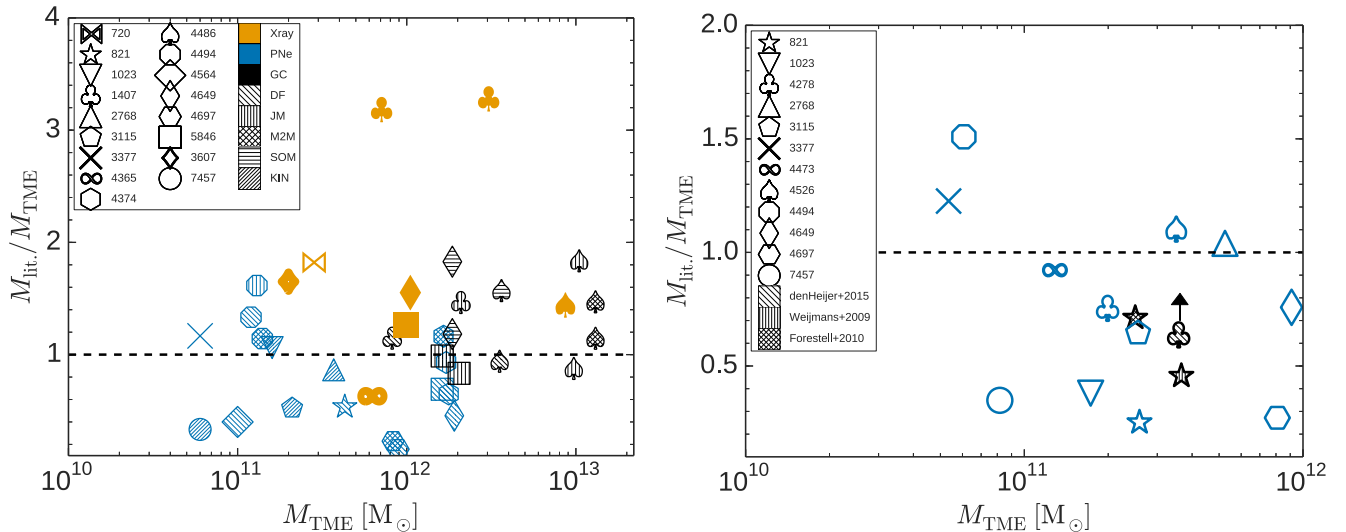 4
3
2
1
M_lit./M_TME
720
821
1023
1407
2768
3115
3377
4365
4374
4486
4494
4564
4649
4697
5846
3607
7457
Xray
PNe
GC
DF
JM
M2M
SOM
KIN
10^10
10^11
10^12
10^13
M_TME [M_⊙]
2.0
1.5
1.0
0.5
M_lit./M_TME
821
1023
4278
2768
3115
3377
4473
4526
4494
4649
4697
7457
denHeijer+2015
Weijmans+2009
Forestell+2010
10^10
10^11
10^12
M_TME [M_⊙]